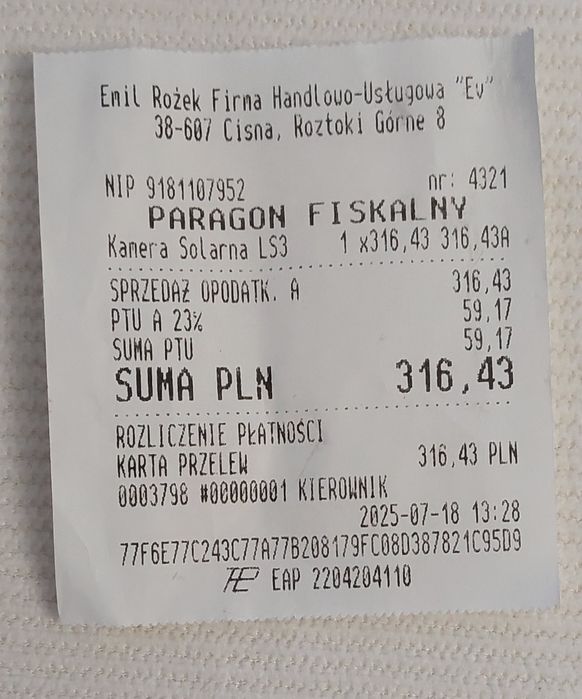 Emil Rożek Firma Handlowo-Usługowa "Ev"
38-607 Cisna, Roztoki Górne 8
NIP 9181107952 nr: 4321
PARAGON FISKALNY
Kamera Solarna LS3 1 x316,43 316,43A
SPRZEDAŻ OPODATK. A 316,43
PTU A 23% 59,17
SUMA PTU 59,17
SUMA PLN 316,43
ROZLICZENIE PŁATNOŚCI
KARTA PRZELEW 316,43 PLN
0003798 #00000001 KIEROWNIK
2025-07-18 13:28
77F6E77C243C77A77B208179FC08D387821C95D9
EAP 2204204110